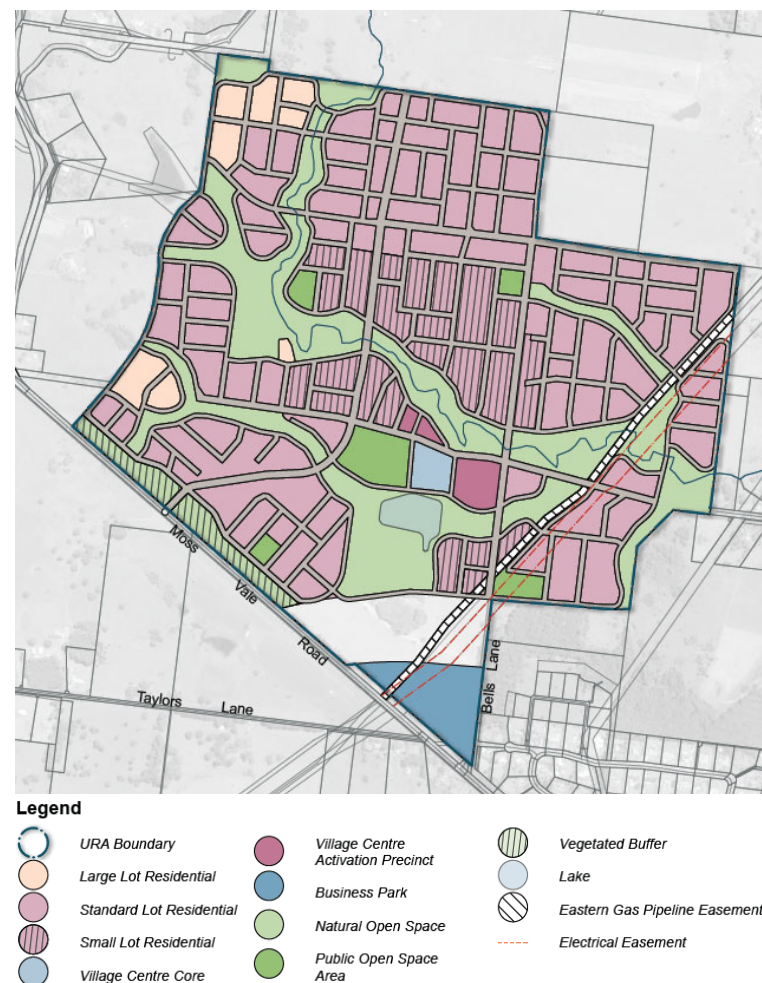 Moss
Vale
Road
Taylors
Lane
Bells Lane
Legend
URA Boundary
Large Lot Residential
Standard Lot Residential
Small Lot Residential
Village Centre Core
Village Centre
Activation Precinct
Business Park
Natural Open Space
Public Open Space
Area
Vegetated Buffer
Lake
Eastern Gas Pipeline Easement
Electrical Easement